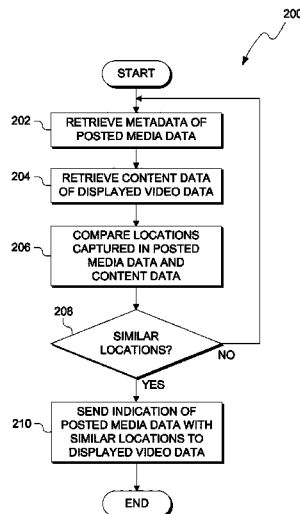 200
START
202
RETRIEVE METADATA OF
POSTED MEDIA DATA
204
RETRIEVE CONTENT DATA
OF DISPLAYED VIDEO DATA
206
COMPARE LOCATIONS
CAPTURED IN POSTED
MEDIA DATA AND
CONTENT DATA
208
SIMILAR
LOCATIONS?
NO
YES
210
SEND INDICATION OF
POSTED MEDIA DATA WITH
SIMILAR LOCATIONS TO
DISPLAYED VIDEO DATA
END